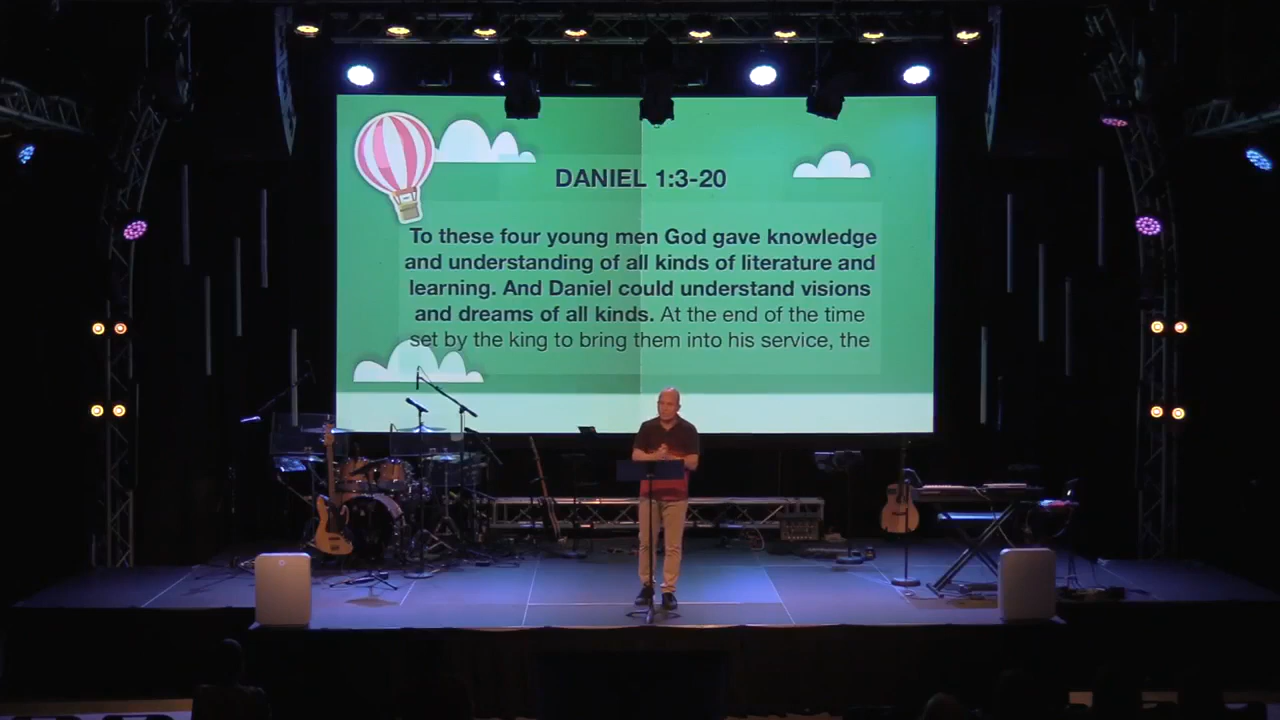 DANIEL 1:3-20
To these four young men God gave knowledge
and understanding of all kinds of literature and
learning. And Daniel could understand visions
and dreams of all kinds. At the end of the time
set by the king to bring them into his service, the